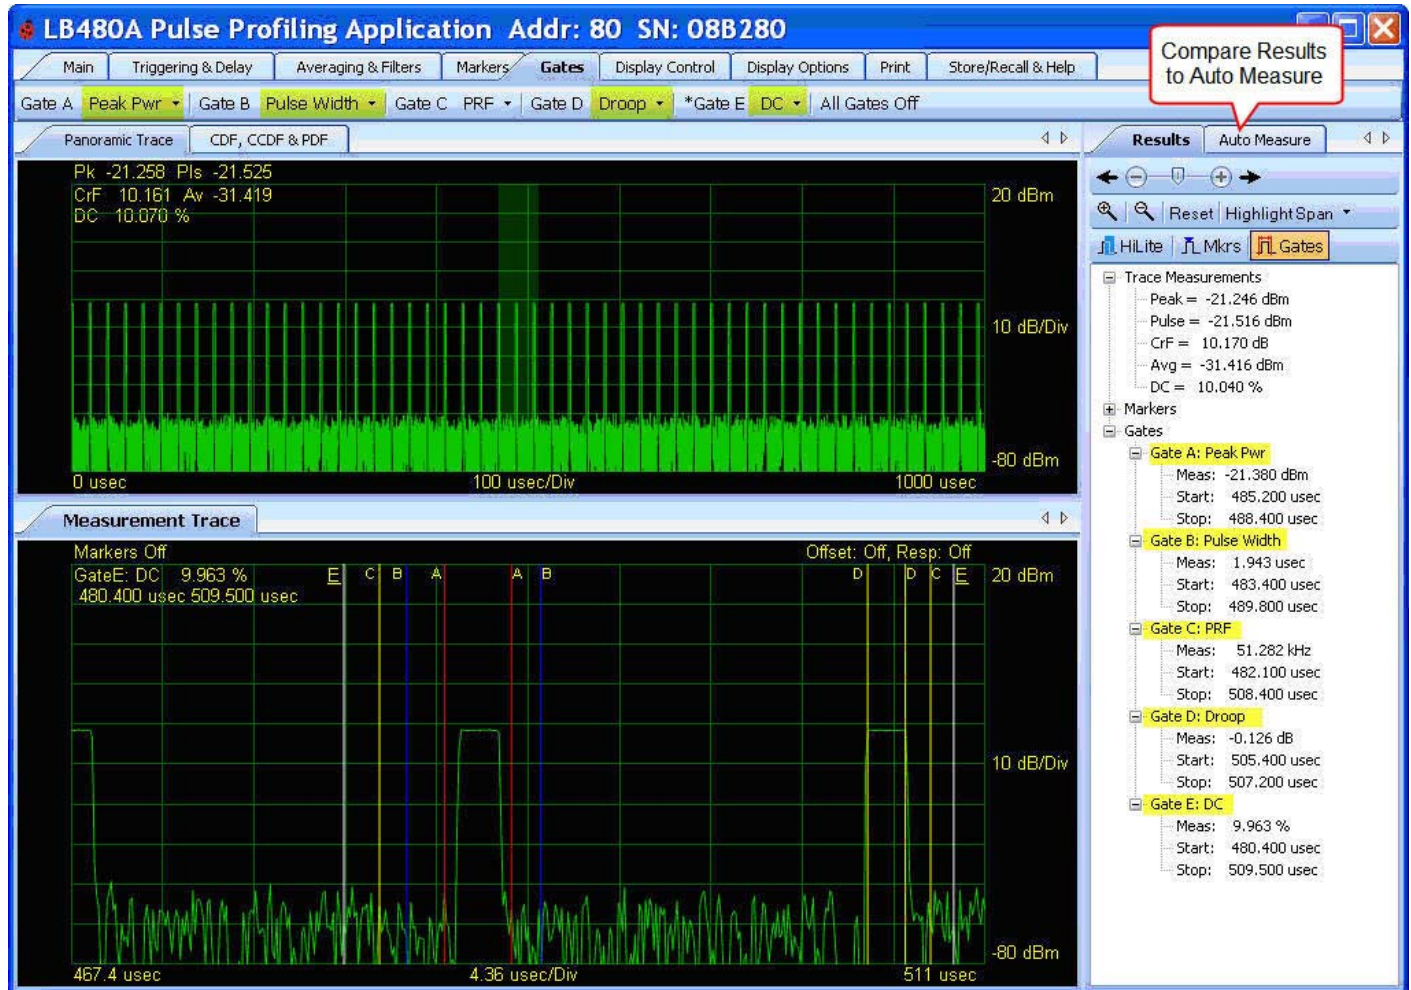 LB480A Pulse Profiling Application Addr: 80 SN: 08B280
Compare Results
to Auto Measure
Main Triggering & Delay Averaging & Filters Markers Gates Display Control Display Options Print Store/Recall & Help
Gate A Peak Pwr Gate B Pulse Width Gate C PRF Gate D Droop *Gate E DC All Gates Off
Panoramic Trace CDF, CCDF & PDF
Pk -21.258 Pls -21.525
CrF 10.161 Av -31.419
DC 10.070 %
20 dBm
10 dB/Div
-80 dBm
0 usec 100 usec/Div 1000 usec
Measurement Trace
Markers Off
Offset: Off, Resp: Off
GateE: DC 9.963 %
480.400 usec 509.500 usec
E C B A A B D D C E
20 dBm
10 dB/Div
-80 dBm
467.4 usec 4.36 usec/Div 511 usec
Results Auto Measure
Reset HighlightSpan
HiLite Mkrs Gates
Trace Measurements
Peak = -21.246 dBm
Pulse = -21.516 dBm
CrF = 10.170 dB
Avg = -31.416 dBm
DC = 10.040 %
Markers
Gates
Gate A: Peak Pwr
Meas: -21.380 dBm
Start: 485.200 usec
Stop: 488.400 usec
Gate B: Pulse Width
Meas: 1.943 usec
Start: 483.400 usec
Stop: 489.800 usec
Gate C: PRF
Meas: 51.282 kHz
Start: 482.100 usec
Stop: 508.400 usec
Gate D: Droop
Meas: -0.126 dB
Start: 505.400 usec
Stop: 507.200 usec
Gate E: DC
Meas: 9.963 %
Start: 480.400 usec
Stop: 509.500 usec